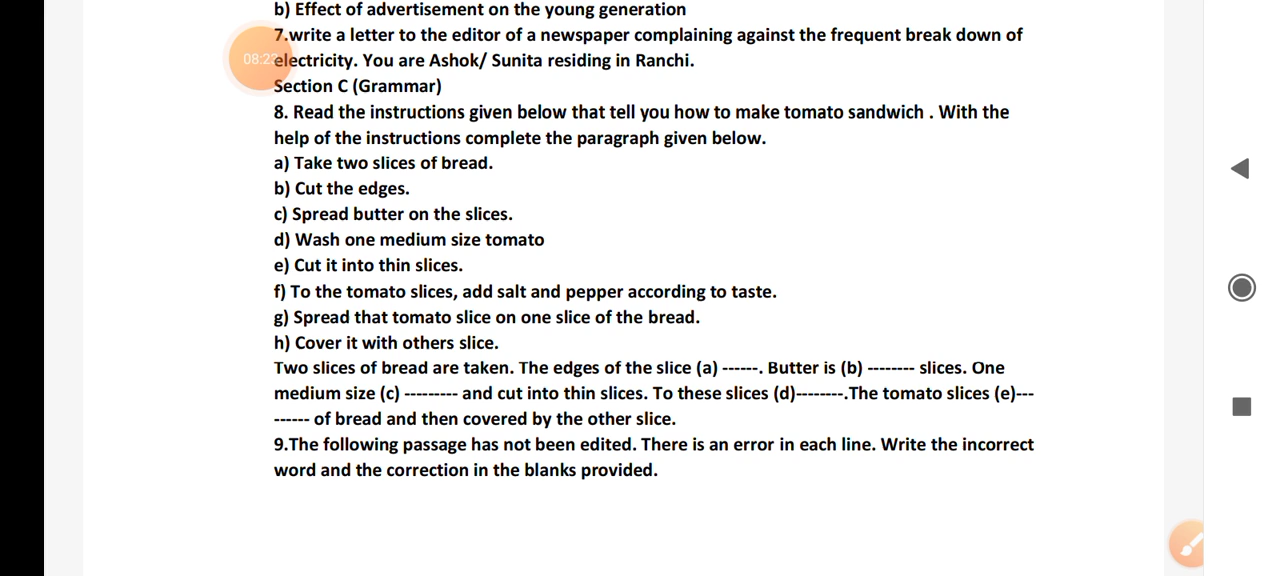 b) Effect of advertisement on the young generation
7.write a letter to the editor of a newspaper complaining against the frequent break down of
08:22
electricity. You are Ashok/ Sunita residing in Ranchi.
Section C (Grammar)
8. Read the instructions given below that tell you how to make tomato sandwich . With the
help of the instructions complete the paragraph given below.
a) Take two slices of bread.
b) Cut the edges.
c) Spread butter on the slices.
d) Wash one medium size tomato
e) Cut it into thin slices.
f) To the tomato slices, add salt and pepper according to taste.
g) Spread that tomato slice on one slice of the bread.
h) Cover it with others slice.
Two slices of bread are taken. The edges of the slice (a) ------. Butter is (b) -------- slices. One
medium size (c) --------- and cut into thin slices. To these slices (d)--------.The tomato slices (e)---
------ of bread and then covered by the other slice.
9.The following passage has not been edited. There is an error in each line. Write the incorrect
word and the correction in the blanks provided.